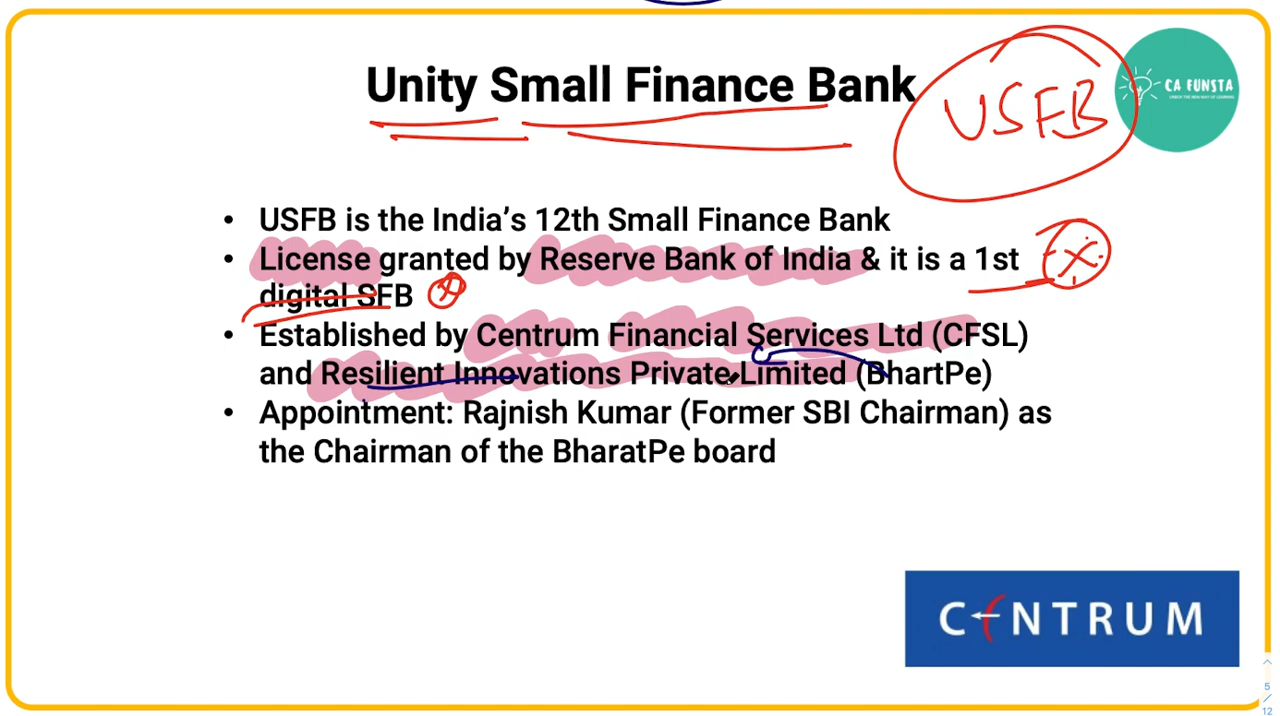 Unity Small Finance Bank
USFB
CA FUNSTA
• USFB is the India's 12th Small Finance Bank
• License granted by Reserve Bank of India & it is a 1st
digital SFB
• Established by Centrum Financial Services Ltd (CFSL)
and Resilient Innovations Private Limited (BhartPe)
• Appointment: Rajnish Kumar (Former SBI Chairman) as
the Chairman of the BharatPe board
CENTRUM
5
/
12